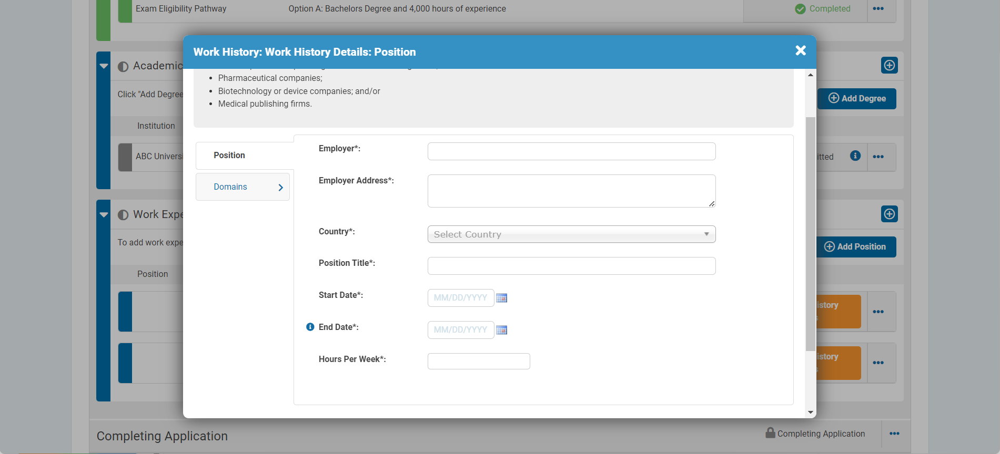 Exam Eligibility Pathway Option A: Bachelors Degree and 4,000 hours of experience Completed
Work History: Work History Details: Position
Academic
Pharmaceutical companies;
Biotechnology or device companies; and/or
Medical publishing firms.
Click "Add Degree
Add Degree
Institution
ABC Universi
itted
Position
Domains
Employer*:
Employer Address*:
Country*:
Select Country
Position Title*:
Start Date*:
MM/DD/YYYY
End Date*:
MM/DD/YYYY
Hours Per Week*:
Work Expe
To add work expe
Add Position
Position
istory
s
istory
s
Completing Application
Completing Application